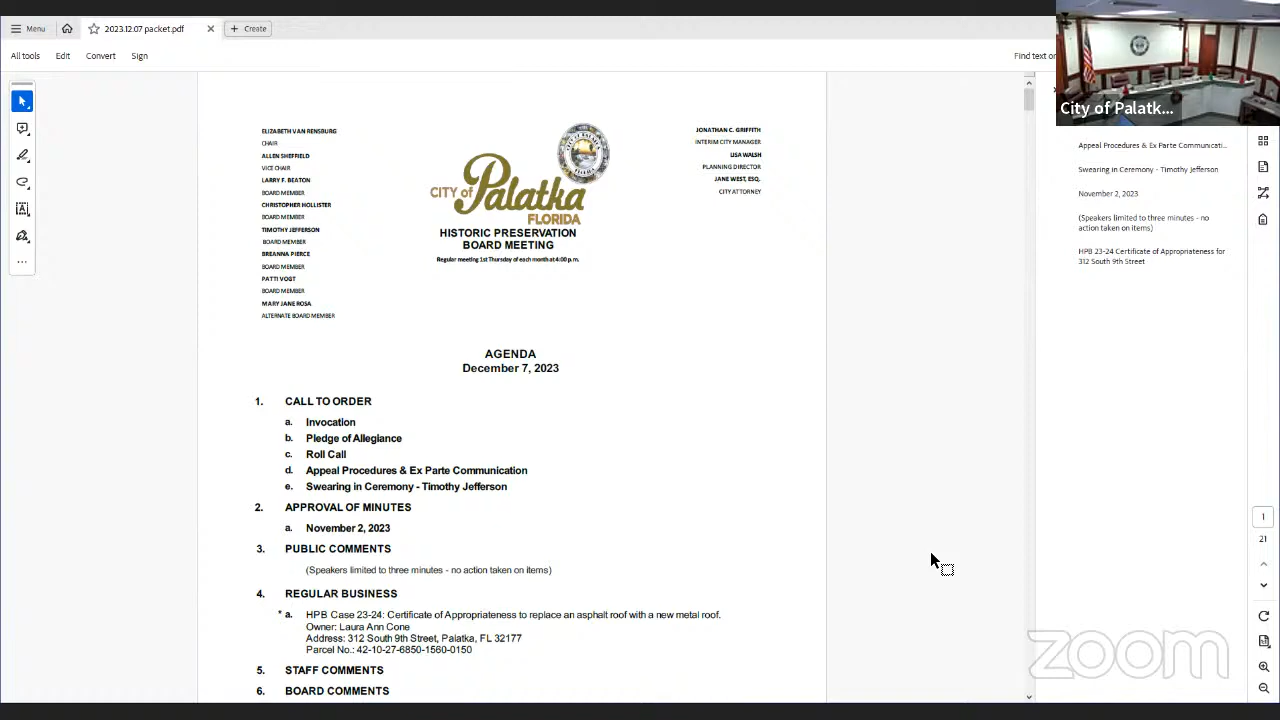 Menu
2023.12.07 packet.pdf
Create
All tools
Edit
Convert
Sign
Find text or
City of Palatk...
ELIZABETH VAN RENSBURG
CHAIR
ALLEN SHEFFIELD
VICE CHAIR
LARRY F. BEATON
BOARD MEMBER
CHRISTOPHER HOLLISTER
BOARD MEMBER
TIMOTHY JEFFERSON
BOARD MEMBER
BREANNA PIERCE
BOARD MEMBER
PATTI VOGT
BOARD MEMBER
MARY JANE ROSA
ALTERNATE BOARD MEMBER
CITY of Palatka
FLORIDA
HISTORIC PRESERVATION
BOARD MEETING
Regular meeting 1st Thursday of each month at 4:00 p.m.
JONATHAN C. GRIFFITH
INTERIM CITY MANAGER
LISA WALSH
PLANNING DIRECTOR
JANE WEST, ESQ.
CITY ATTORNEY
AGENDA
December 7, 2023
1. CALL TO ORDER
a. Invocation
b. Pledge of Allegiance
c. Roll Call
d. Appeal Procedures & Ex Parte Communication
e. Swearing in Ceremony - Timothy Jefferson
2. APPROVAL OF MINUTES
a. November 2, 2023
3. PUBLIC COMMENTS
(Speakers limited to three minutes - no action taken on items)
4. REGULAR BUSINESS
* a. HPB Case 23-24: Certificate of Appropriateness to replace an asphalt roof with a new metal roof.
Owner: Laura Ann Cone
Address: 312 South 9th Street, Palatka, FL 32177
Parcel No.: 42-10-27-6850-1560-0150
5. STAFF COMMENTS
6. BOARD COMMENTS
Appeal Procedures & Ex Parte Communicati...
Swearing in Ceremony - Timothy Jefferson
November 2, 2023
(Speakers limited to three minutes - no
action taken on items)
HPB 23-24 Certificate of Appropriateness for
312 South 9th Street
1
21
zoom